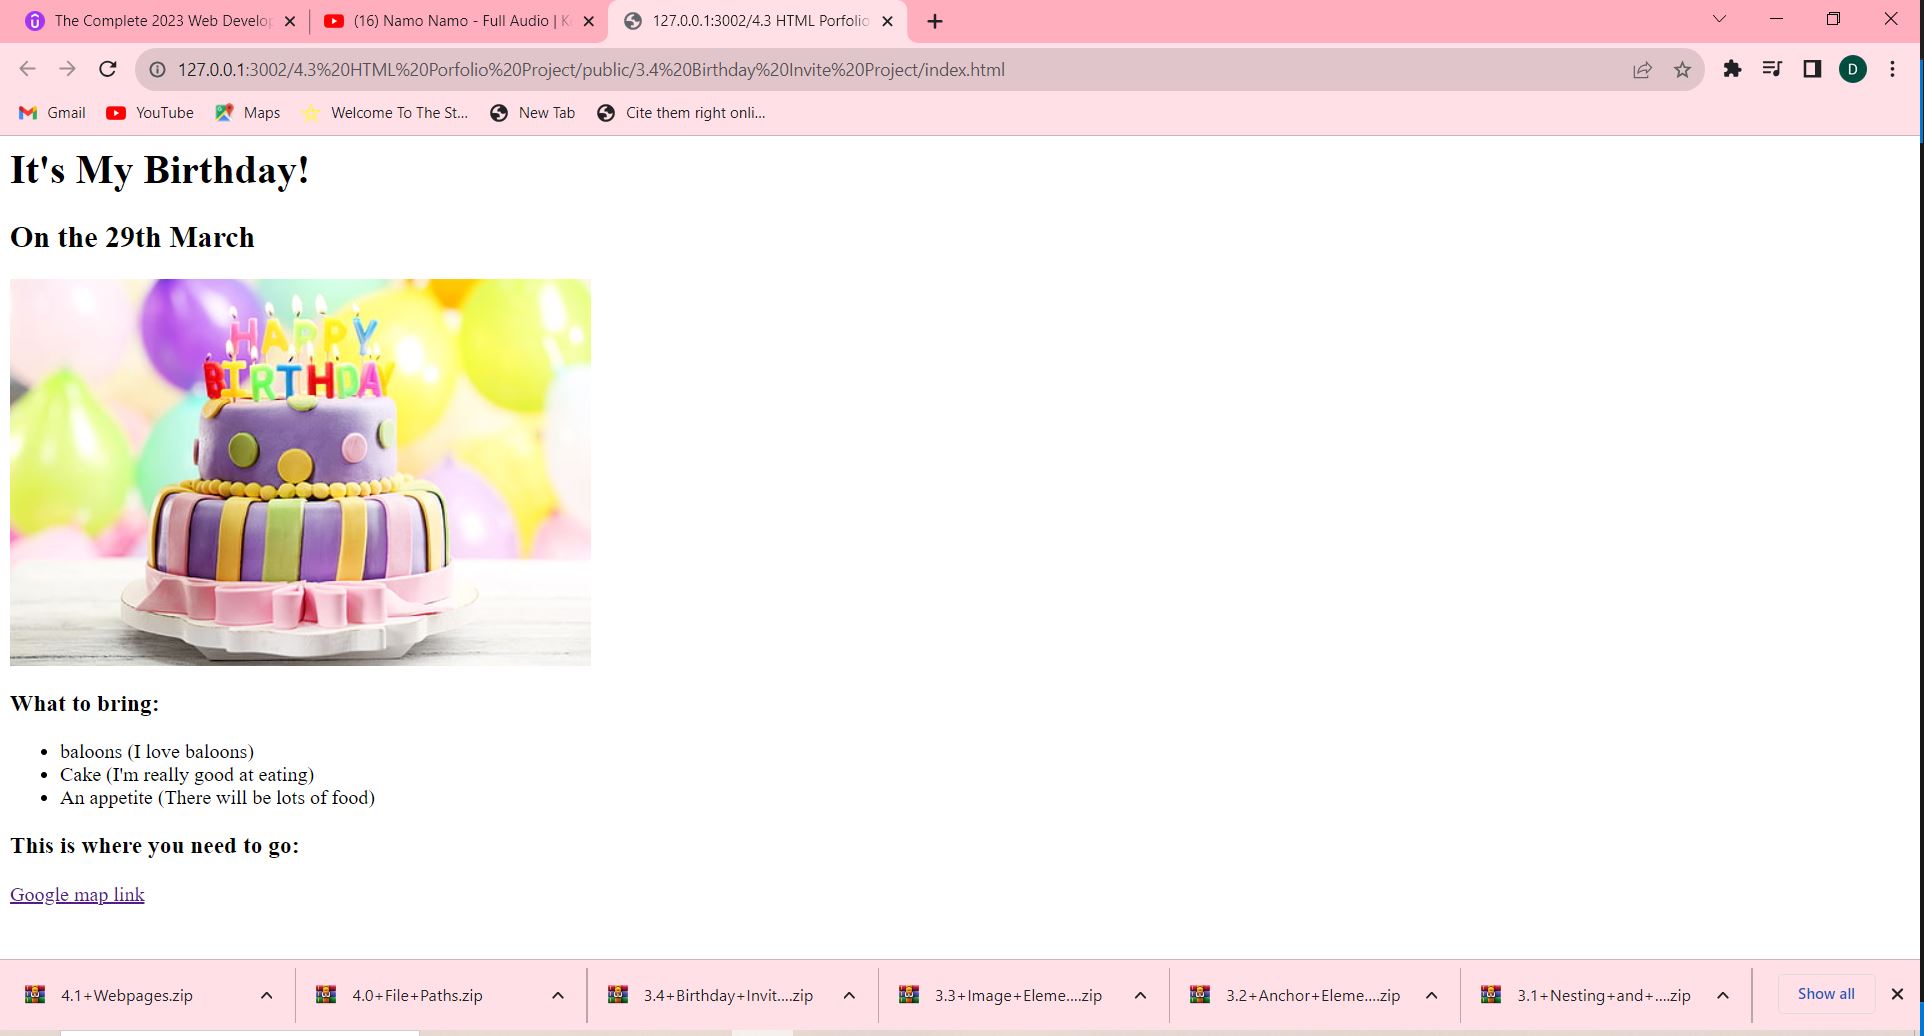 The Complete 2023 Web Develop
(16) Namo Namo - Full Audio | Ke
127.0.0.1:3002/4.3 HTML Porfolio
127.0.0.1:3002/4.3%20HTML%20Porfolio%20Project/public/3.4%20Birthday%20Invite%20Project/index.html
D
Gmail
YouTube
Maps
Welcome To The St...
New Tab
Cite them right onli...
It's My Birthday!
On the 29th March
HAPPY
BIRTHDAY
What to bring:
baloons (I love baloons)
Cake (I'm really good at eating)
An appetite (There will be lots of food)
This is where you need to go:
Google map link
4.1+Webpages.zip
4.0+File+Paths.zip
3.4+Birthday+Invit....zip
3.3+Image+Eleme....zip
3.2+Anchor+Eleme....zip
3.1+Nesting+and+....zip
Show all